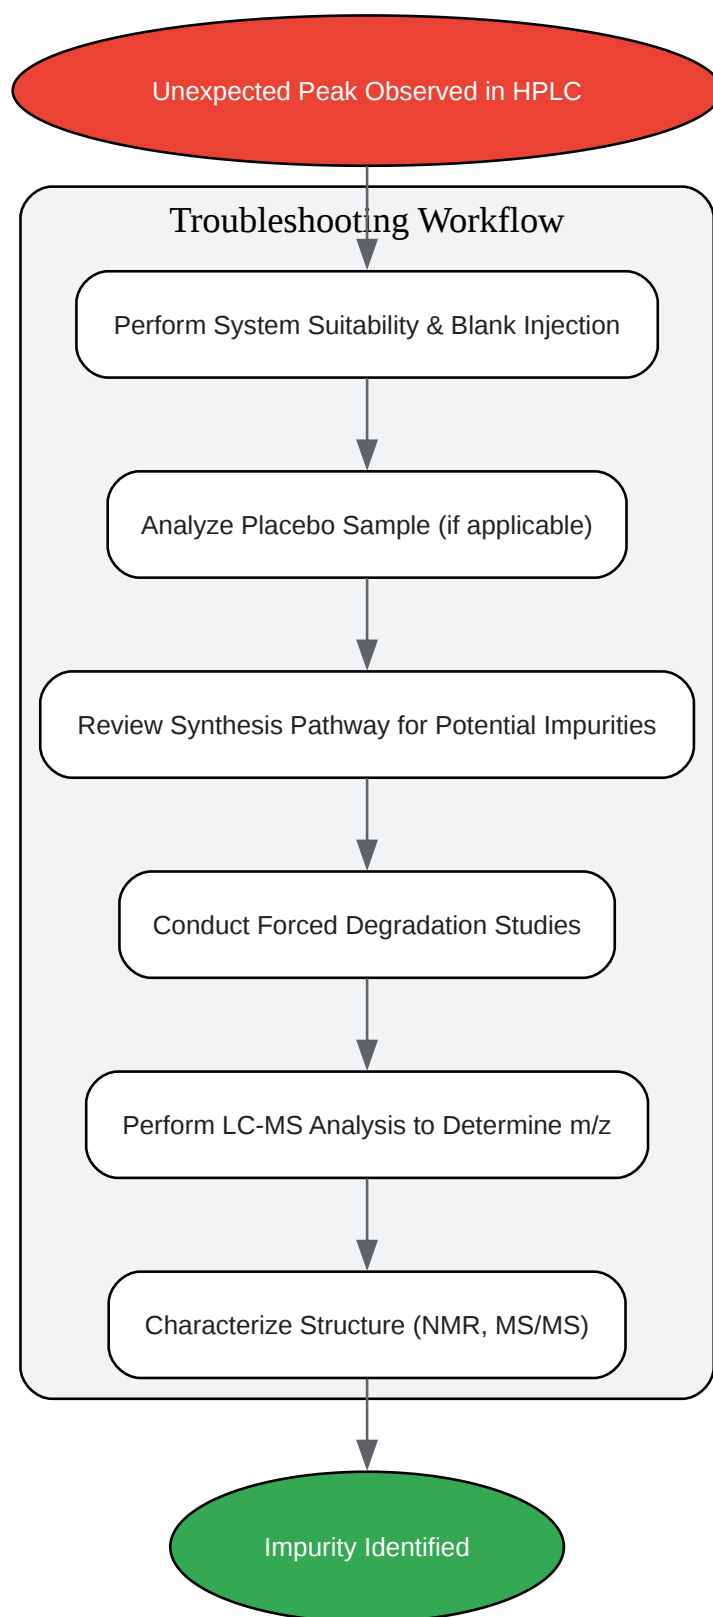 Unexpected Peak Observed in HPLC
Troubleshooting Workflow
Perform System Suitability & Blank Injection
Analyze Placebo Sample (if applicable)
Review Synthesis Pathway for Potential Impurities
Conduct Forced Degradation Studies
Perform LC-MS Analysis to Determine m/z
Characterize Structure (NMR, MS/MS)
Impurity Identified